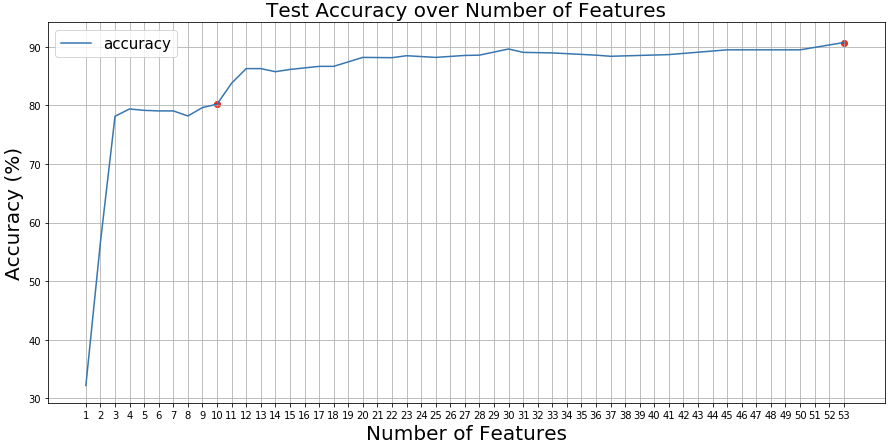 Test Accuracy over Number of Features
accuracy
Accuracy (%)
90
80
70
60
50
40
30
1 2 3 4 5 6 7 8 9 10 11 12 13 14 15 16 17 18 19 20 21 22 23 24 25 26 27 28 29 30 31 32 33 34 35 36 37 38 39 40 41 42 43 44 45 46 47 48 49 50 51 52 53
Number of Features